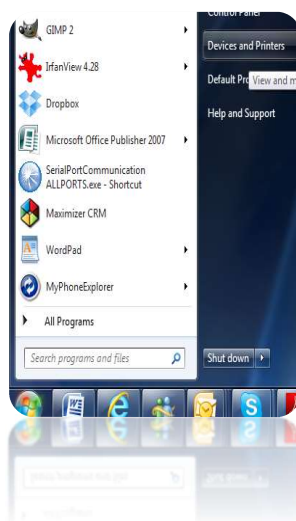 GIMP 2
IrfanView 4.28
Dropbox
Microsoft Office Publisher 2007
SerialPortCommunication
ALLPORTS.exe - Shortcut
Maximizer CRM
WordPad
MyPhoneExplorer
All Programs
Search programs and files
Control Panel
Devices and Printers
Default Pr
View and m
Help and Support
Shut down